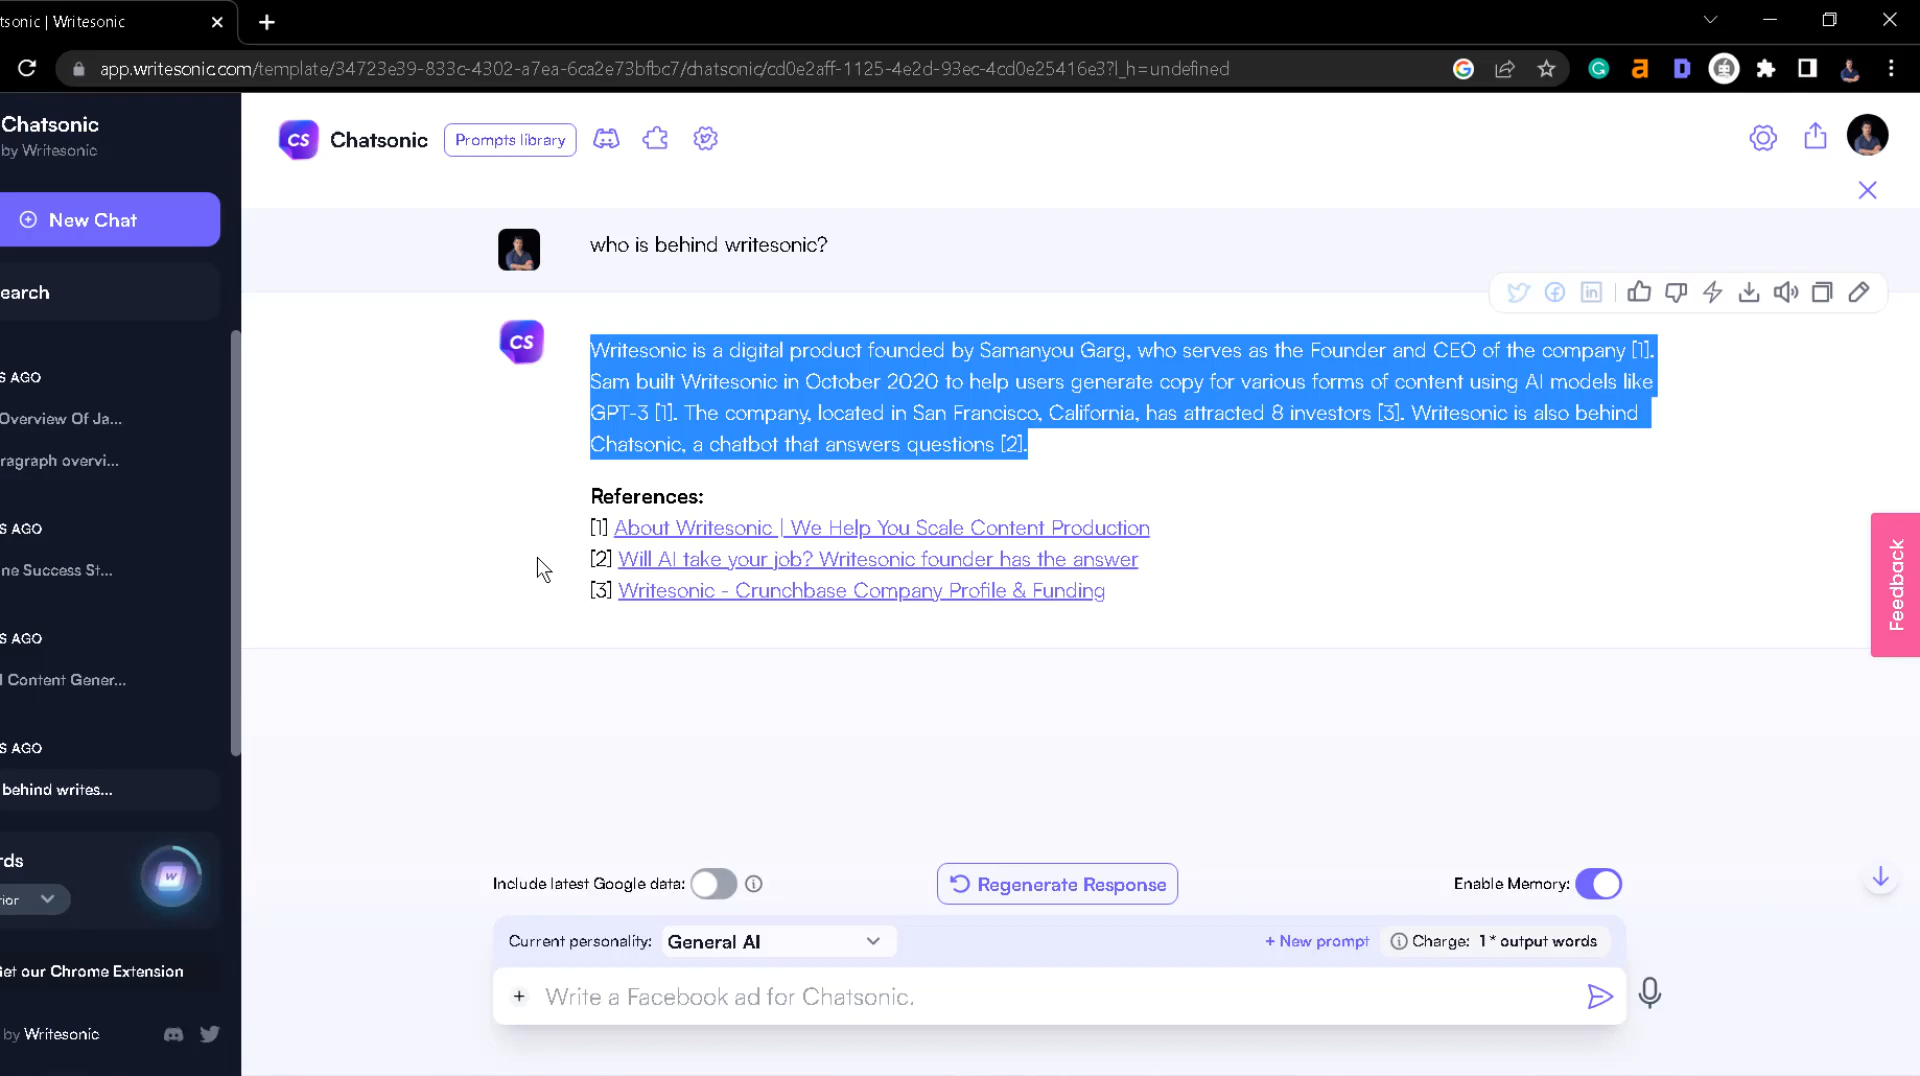 tsonic | Writesonic
app.writesonic.com/template/34723e39-833c-4302-a7ea-6ca2e73bfbc7/chatsonic/cd0e2aff-1125-4e2d-93ec-4cd0e25416e3?l_h=undefined
Chatsonic
by Writesonic
New Chat
earch
S AGO
Overview Of Ja...
ragraph overvi...
S AGO
ne Success St...
S AGO
l Content Gener...
S AGO
behind writes...
rds
W
rior
et our Chrome Extension
by Writesonic
CS Chatsonic Prompts library
who is behind writesonic?
CS
Writesonic is a digital product founded by Samanyou Garg, who serves as the Founder and CEO of the company [1].
Sam built Writesonic in October 2020 to help users generate copy for various forms of content using AI models like
GPT-3 [1]. The company, located in San Francisco, California, has attracted 8 investors [3]. Writesonic is also behind
Chatsonic, a chatbot that answers questions [2].
References:
[1] About Writesonic | We Help You Scale Content Production
[2] Will AI take your job? Writesonic founder has the answer
[3] Writesonic - Crunchbase Company Profile & Funding
Feedback
Include latest Google data: Regenerate Response Enable Memory:
Current personality: General AI + New prompt Charge: 1 * output words
+ Write a Facebook ad for Chatsonic.